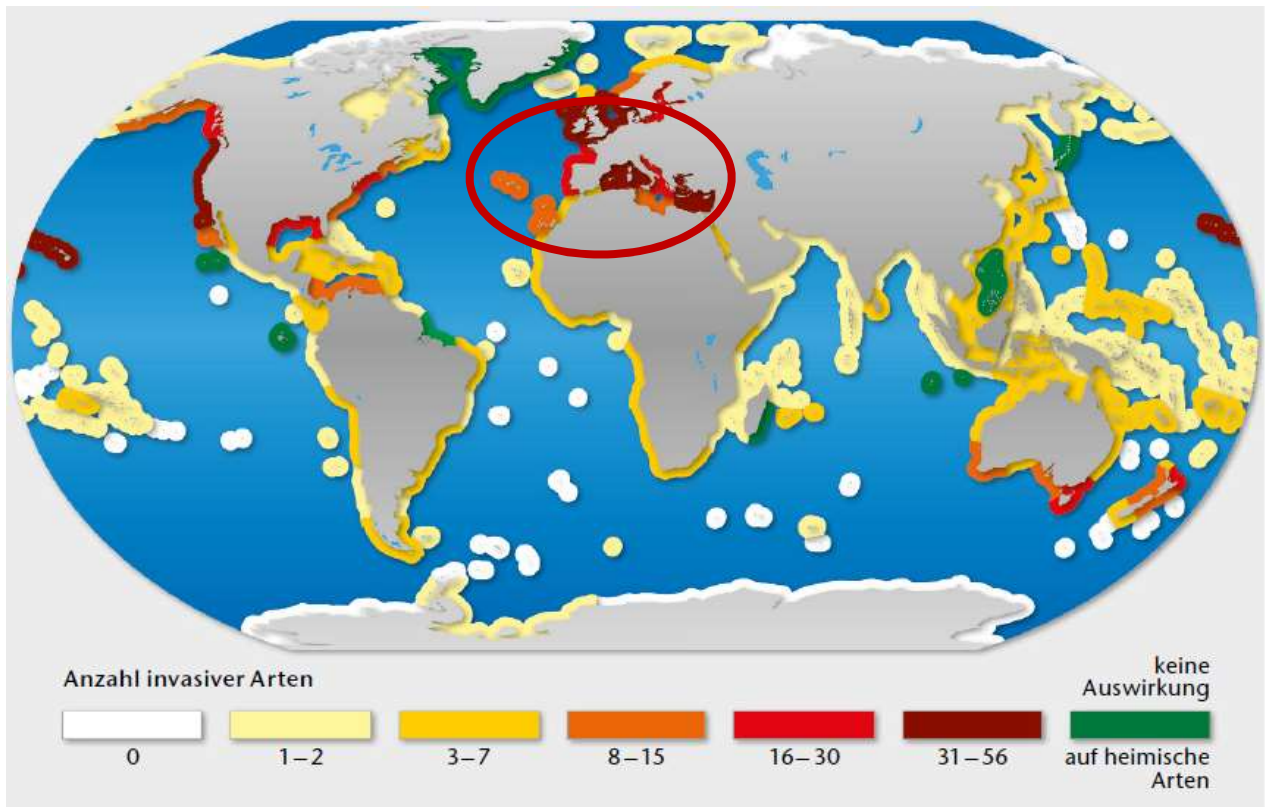 Anzahl invasiver Arten
keine
Auswirkung
0
1 – 2
3 – 7
8 – 15
16 – 30
31 – 56
auf heimische
Arten